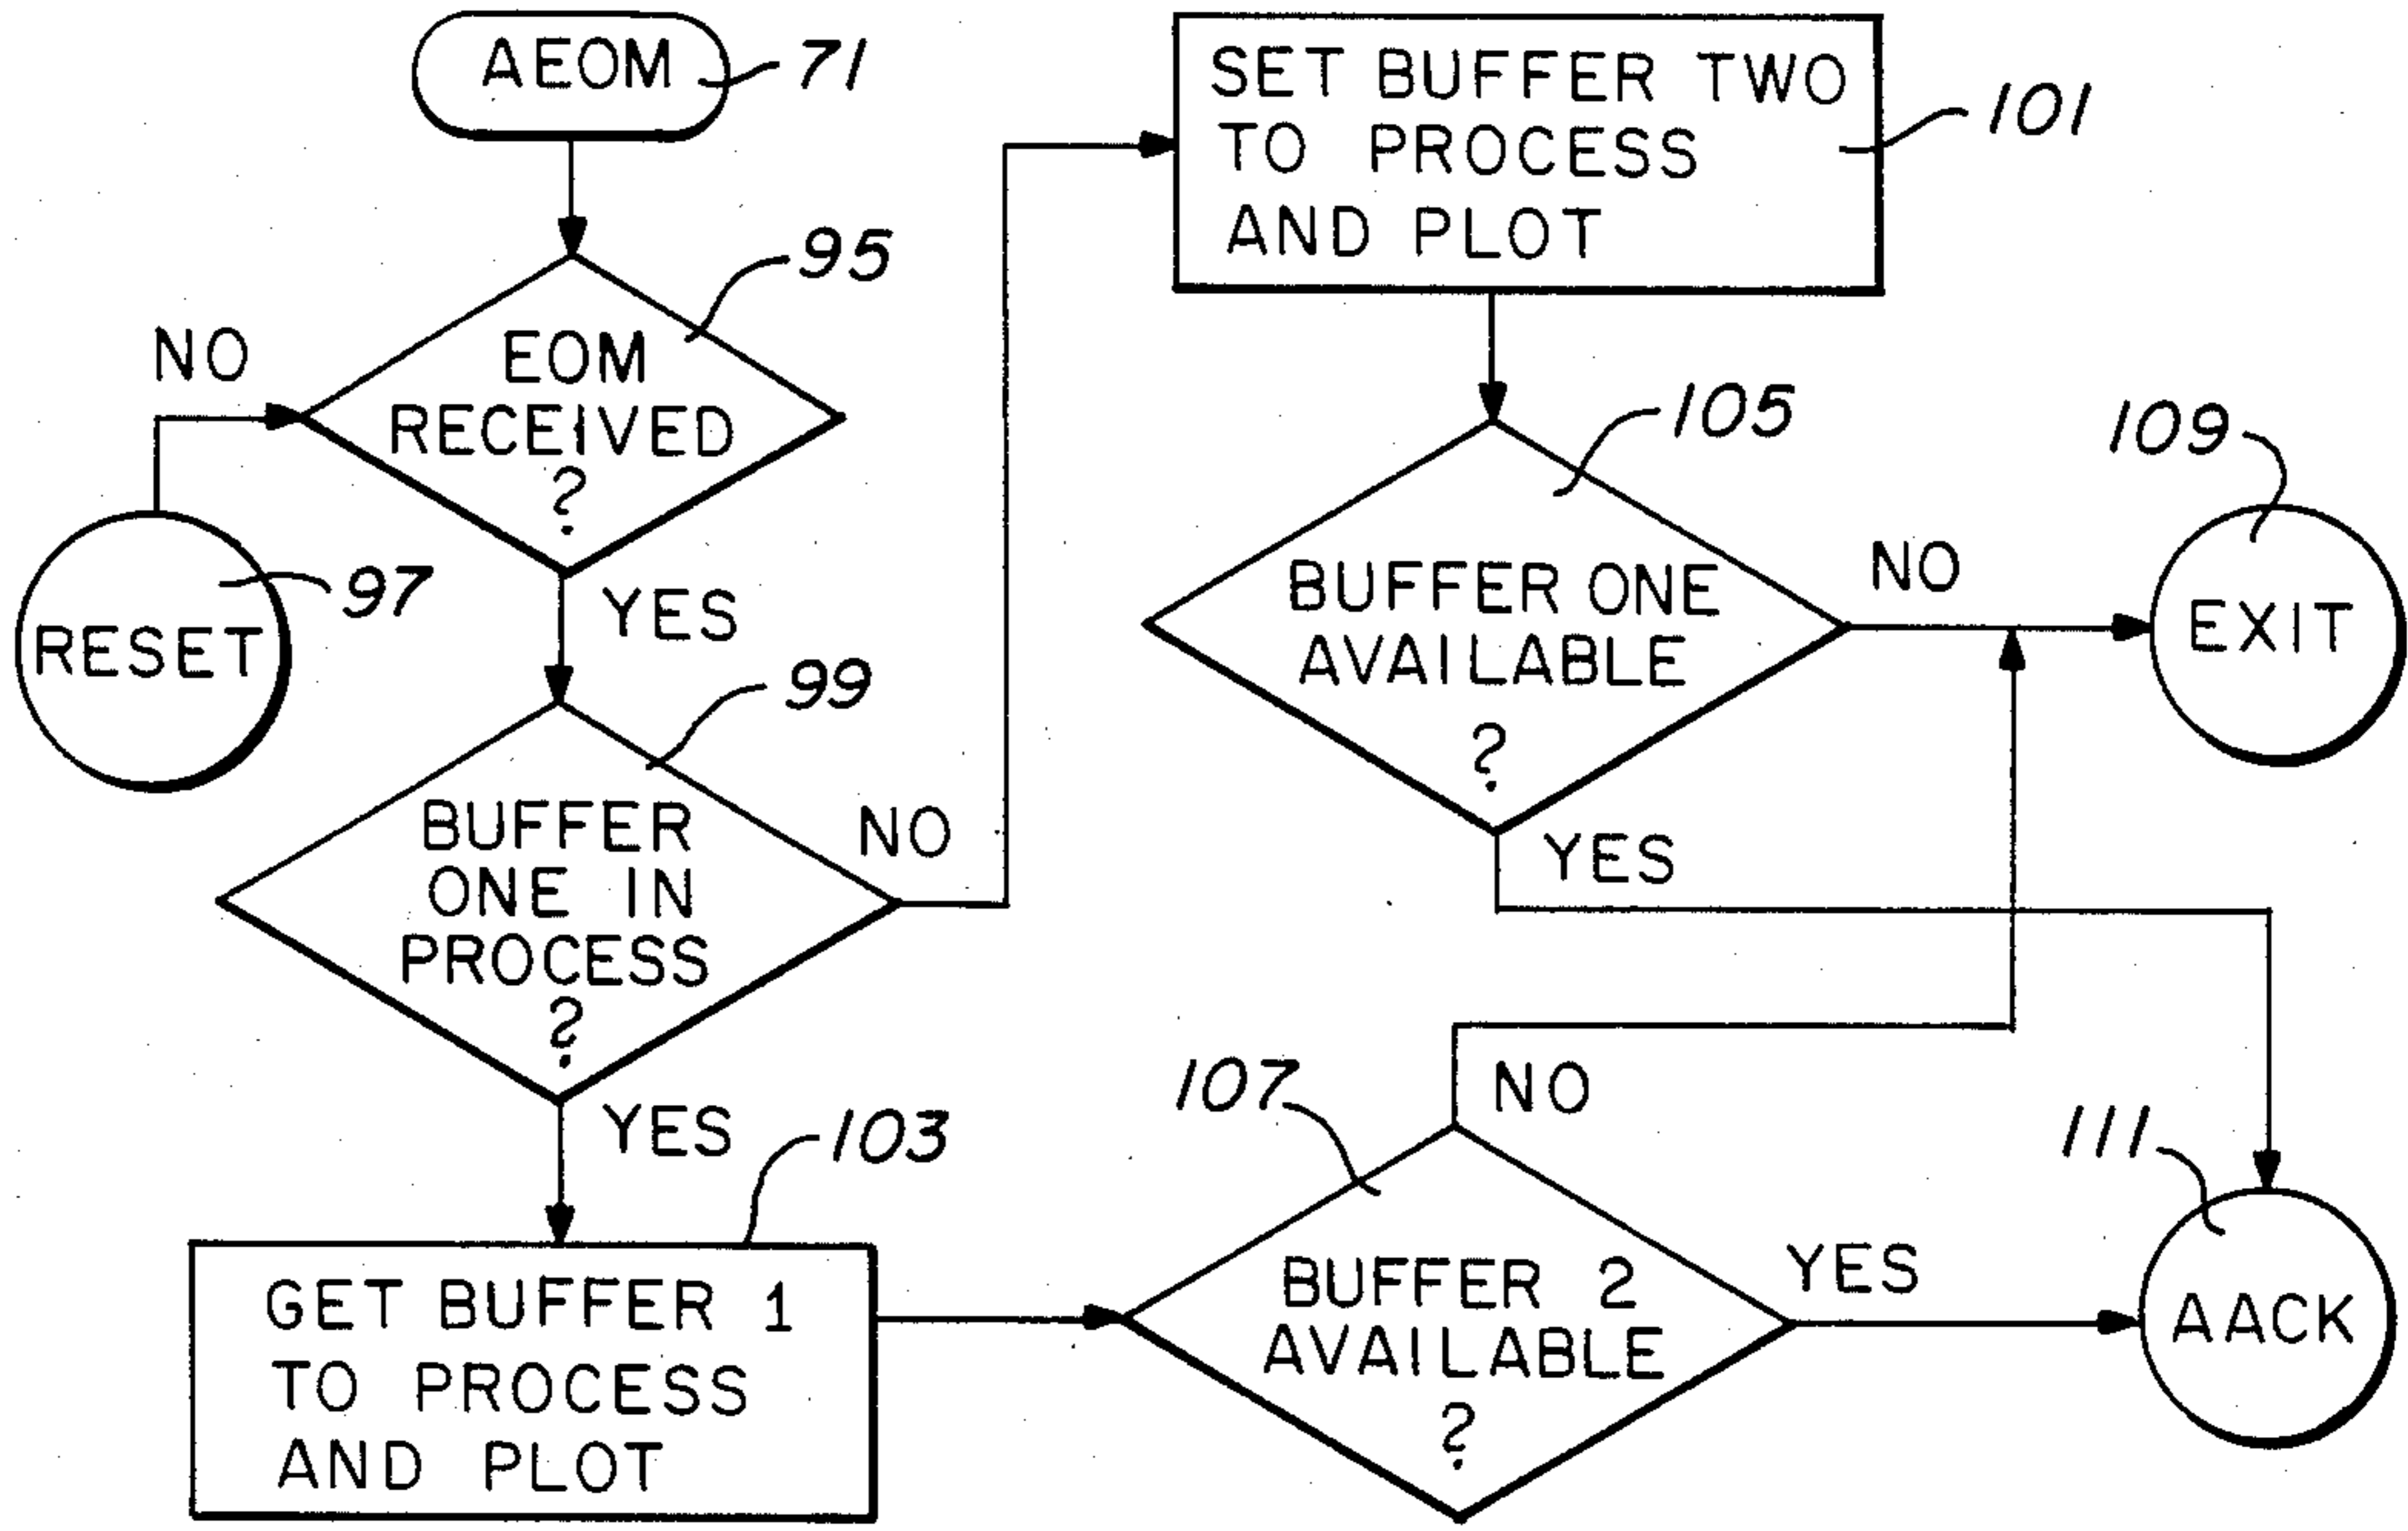 AEOM
71
EOM
RECEIVED
?
95
NO
RESET
97
YES
BUFFER
ONE IN
PROCESS
?
99
NO
YES
GET BUFFER 1
TO PROCESS
AND PLOT
103
SET BUFFER TWO
TO PROCESS
AND PLOT
101
BUFFER ONE
AVAILABLE
?
105
NO
EXIT
109
YES
BUFFER 2
AVAILABLE
?
107
NO
YES
AACK
111